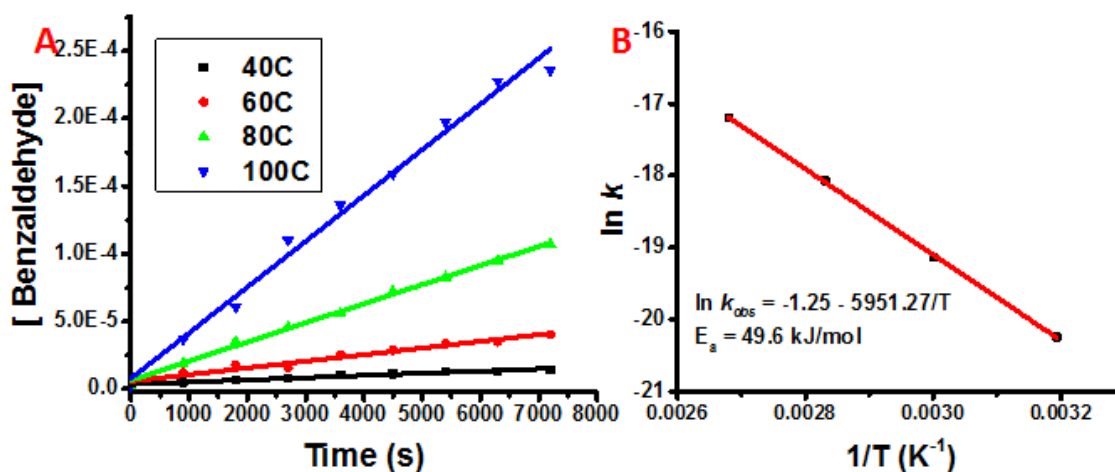 A
[ Benzaldehyde]
2.5E-4
2.0E-4
1.5E-4
1.0E-4
5.0E-5
0.0
40C
60C
80C
100C
0 1000 2000 3000 4000 5000 6000 7000 8000
Time (s)
B
ln k
-16
-17
-18
-19
-20
-21
ln kobs = -1.25 - 5951.27/T
Ea = 49.6 kJ/mol
0.0026 0.0028 0.0030 0.0032
1/T (K-1)